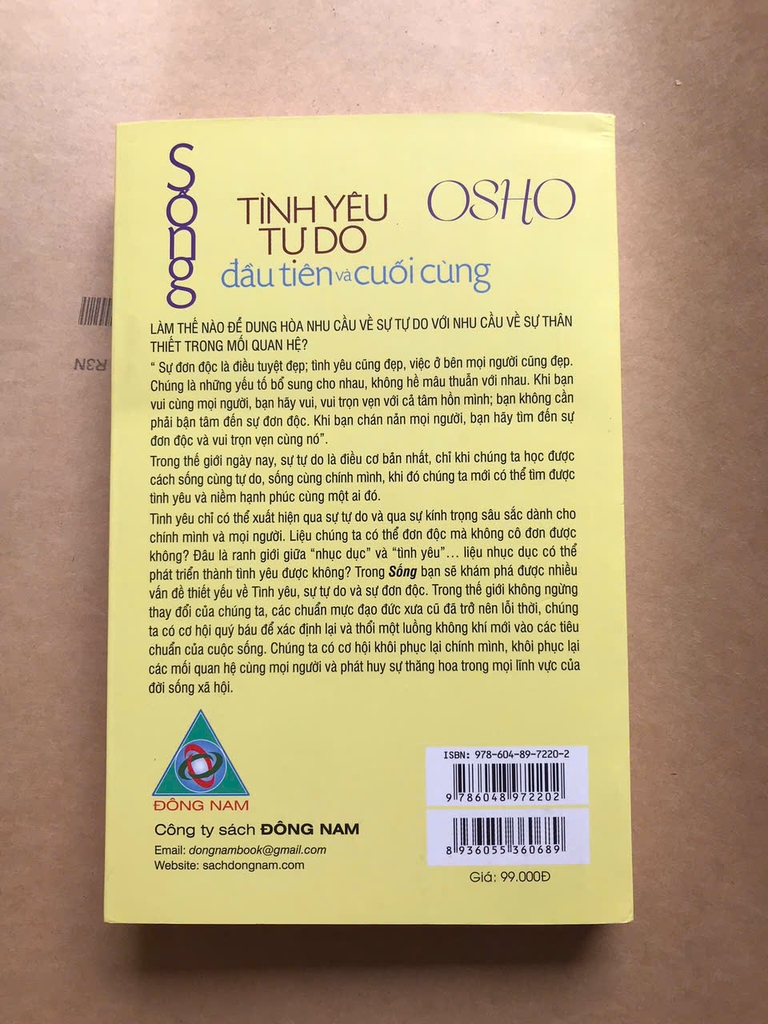 Sống
TÌNH YÊU
TỰ DO
đầu tiên và cuối cùng
OSHO
LÀM THẾ NÀO ĐỂ DUNG HÒA NHU CẦU VỀ SỰ TỰ DO VỚI NHU CẦU VỀ SỰ THÂN
THIẾT TRONG MỐI QUAN HỆ?
“ Sự đơn độc là điều tuyệt đẹp; tình yêu cũng đẹp, việc ở bên mọi người cũng đẹp.
Chúng là những yếu tố bổ sung cho nhau, không hề mâu thuẫn với nhau. Khi bạn
vui cùng mọi người, bạn hãy vui, vui trọn vẹn với cả tâm hồn mình; bạn không cần
phải bận tâm đến sự đơn độc. Khi bạn chán nản mọi người, bạn hãy tìm đến sự
đơn độc và vui trọn vẹn cùng nó”.
Trong thế giới ngày nay, sự tự do là điều cơ bản nhất, chỉ khi chúng ta học được
cách sống cùng tự do, sống cùng chính mình, khi đó chúng ta mới có thể tìm được
tình yêu và niềm hạnh phúc cùng một ai đó.
Tình yêu chỉ có thể xuất hiện qua sự tự do và qua sự kính trọng sâu sắc dành cho
chính mình và mọi người. Liệu chúng ta có thể đơn độc mà không cô đơn được
không? Đâu là ranh giới giữa “nhục dục” và “tình yêu”... liệu nhục dục có thể
phát triển thành tình yêu được không? Trong Sống bạn sẽ khám phá được nhiều
vấn đề thiết yếu về Tình yêu, sự tự do và sự đơn độc. Trong thế giới không ngừng
thay đổi của chúng ta, các chuẩn mực đạo đức xưa cũ đã trở nên lỗi thời, chúng
ta có cơ hội quý báu để xác định lại và thổi một luồng không khí mới vào các tiêu
chuẩn của cuộc sống. Chúng ta có cơ hội khôi phục lại chính mình, khôi phục lại
các mối quan hệ cùng mọi người và phát huy sự thăng hoa trong mọi lĩnh vực của
đời sống xã hội.
ĐÔNG NAM
Công ty sách ĐÔNG NAM
Email: dongnambook@gmail.com
Website: sachdongnam.com
ISBN: 978-604-89-7220-2
9 786048 972202
8 936055 360689
Giá: 99.000Đ
R3N